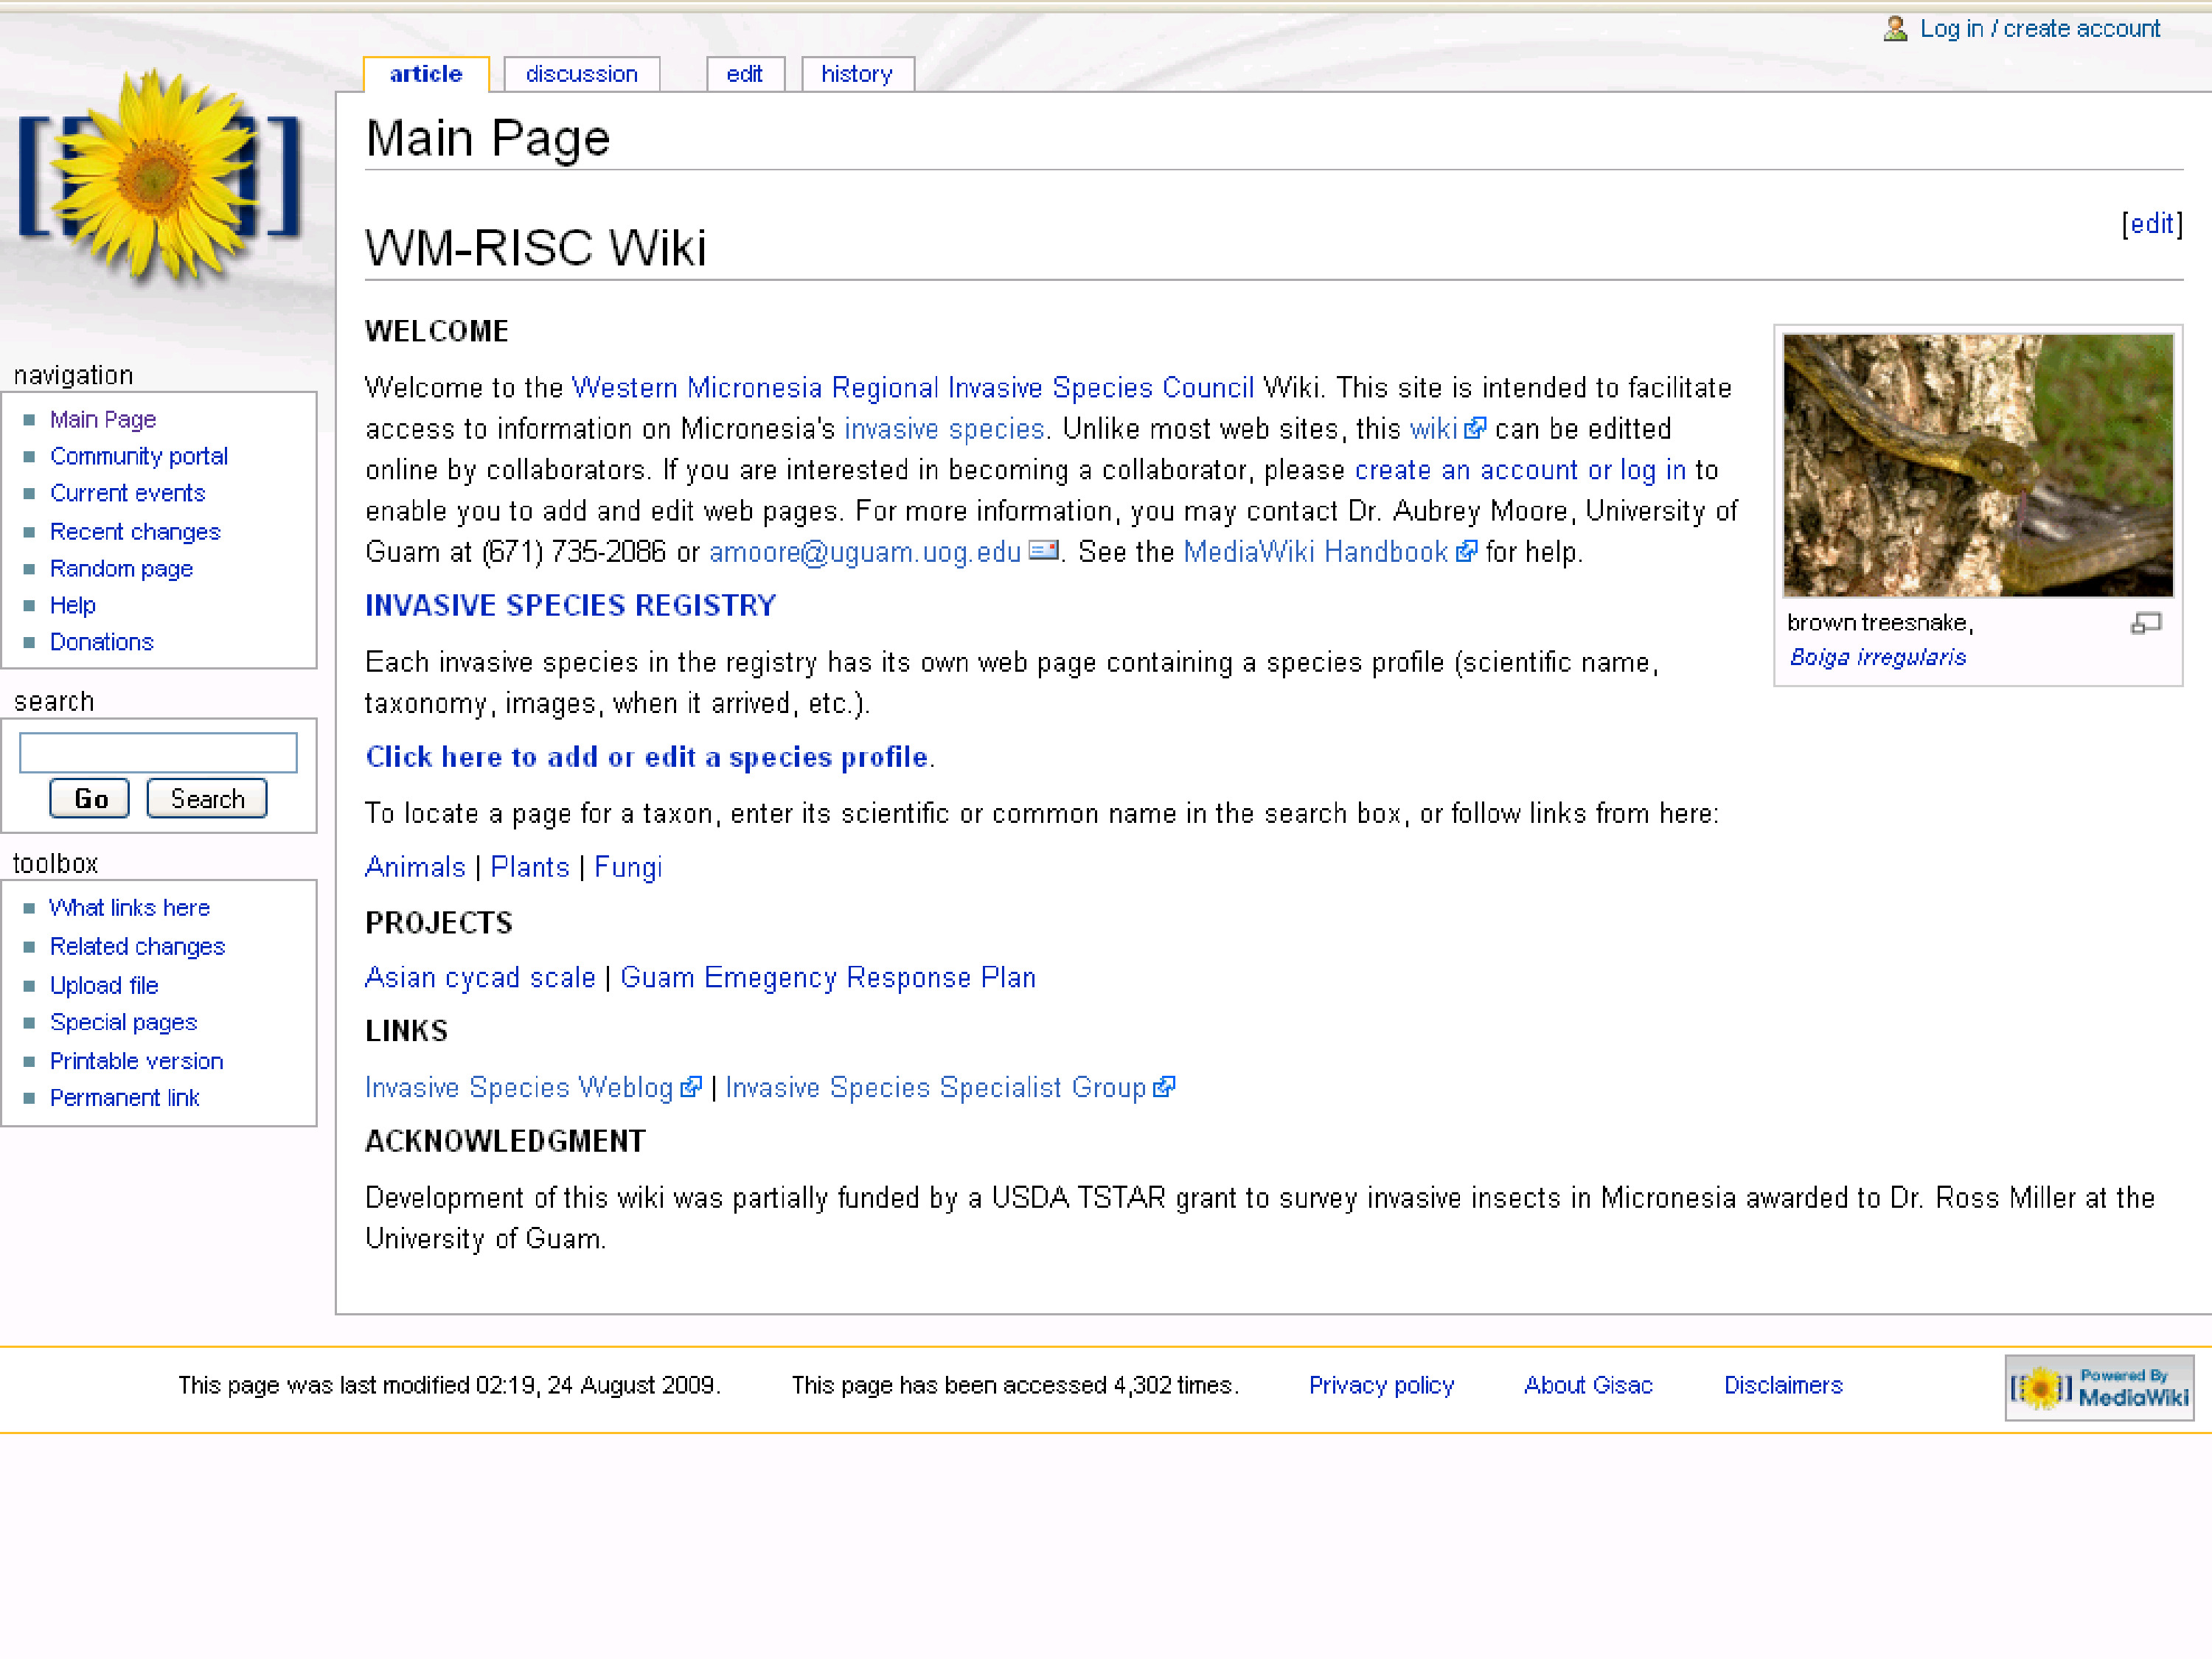 Log in / create account
article discussion edit history
Main Page
[edit]
WM-RISC Wiki
WELCOME
Welcome to the Western Micronesia Regional Invasive Species Council Wiki. This site is intended to facilitate
access to information on Micronesia's invasive species. Unlike most web sites, this wiki can be editted
online by collaborators. If you are interested in becoming a collaborator, please create an account or log in to
enable you to add and edit web pages. For more information, you may contact Dr. Aubrey Moore, University of
Guam at (671) 735-2086 or amoore@uguam.uog.edu. See the MediaWiki Handbook for help.
brown treesnake,
Boiga irregularis
INVASIVE SPECIES REGISTRY
Each invasive species in the registry has its own web page containing a species profile (scientific name,
taxonomy, images, when it arrived, etc.).
Click here to add or edit a species profile.
To locate a page for a taxon, enter its scientific or common name in the search box, or follow links from here:
Animals | Plants | Fungi
PROJECTS
Asian cycad scale | Guam Emegency Response Plan
LINKS
Invasive Species Weblog | Invasive Species Specialist Group
ACKNOWLEDGMENT
Development of this wiki was partially funded by a USDA TSTAR grant to survey invasive insects in Micronesia awarded to Dr. Ross Miller at the
University of Guam.
navigation
Main Page
Community portal
Current events
Recent changes
Random page
Help
Donations
search
Go Search
toolbox
What links here
Related changes
Upload file
Special pages
Printable version
Permanent link
This page was last modified 02:19, 24 August 2009. This page has been accessed 4,302 times. Privacy policy About Gisac Disclaimers
Powered By
MediaWiki